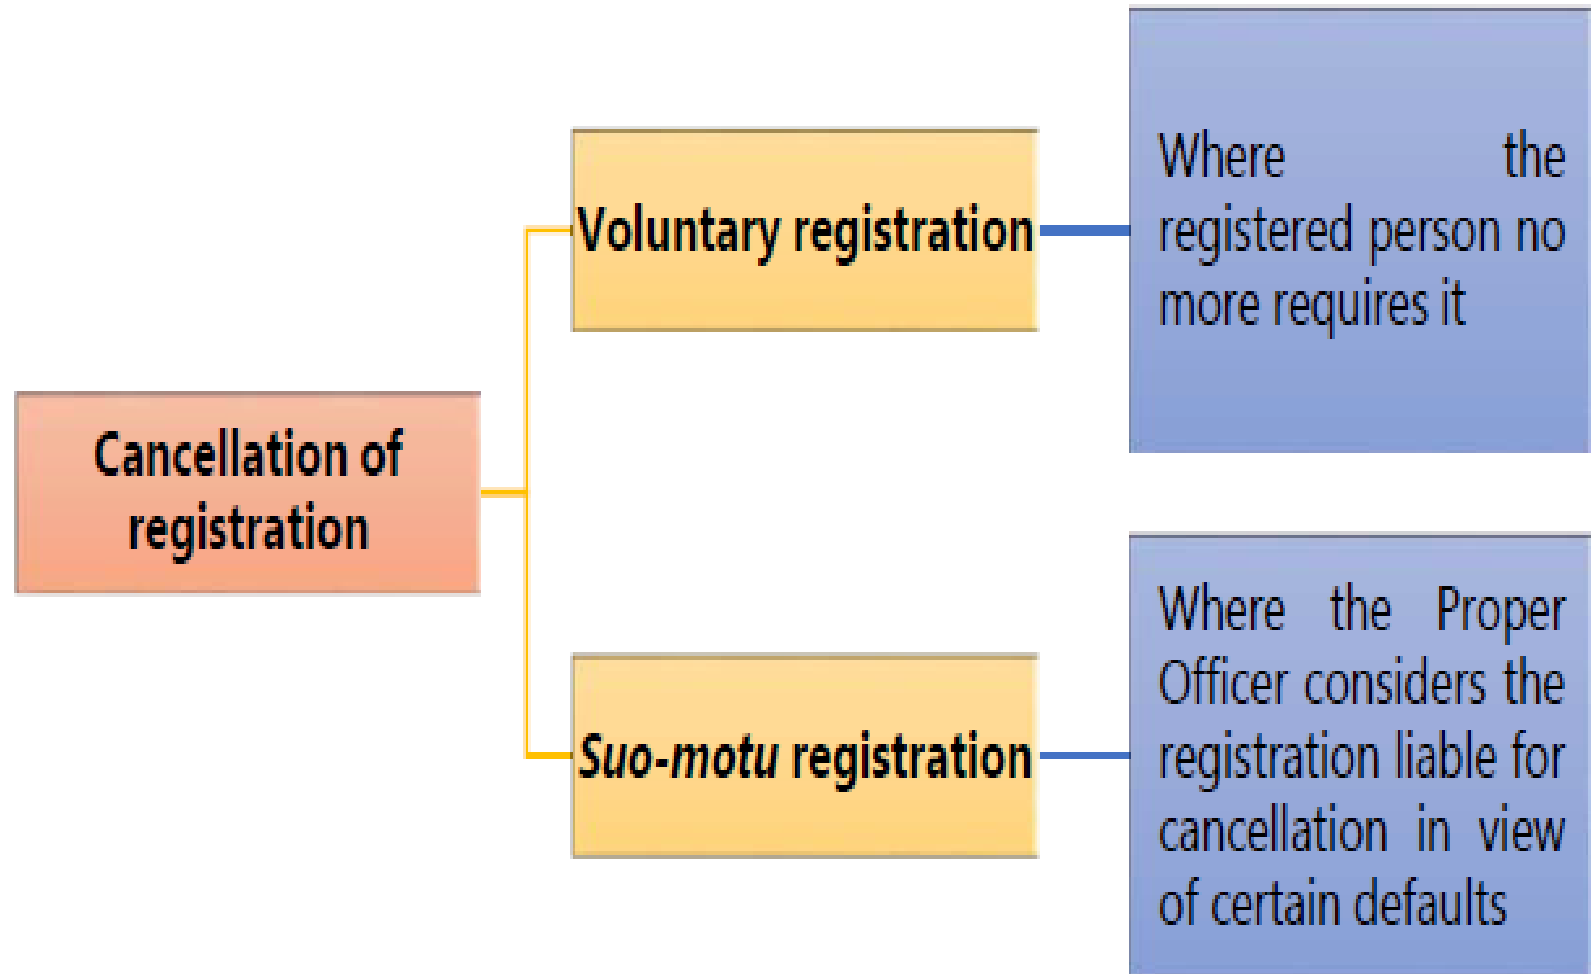 Cancellation of
registration
Voluntary registration
Where the
registered person no
more requires it
Suo-motu registration
Where the Proper
Officer considers the
registration liable for
cancellation in view
of certain defaults